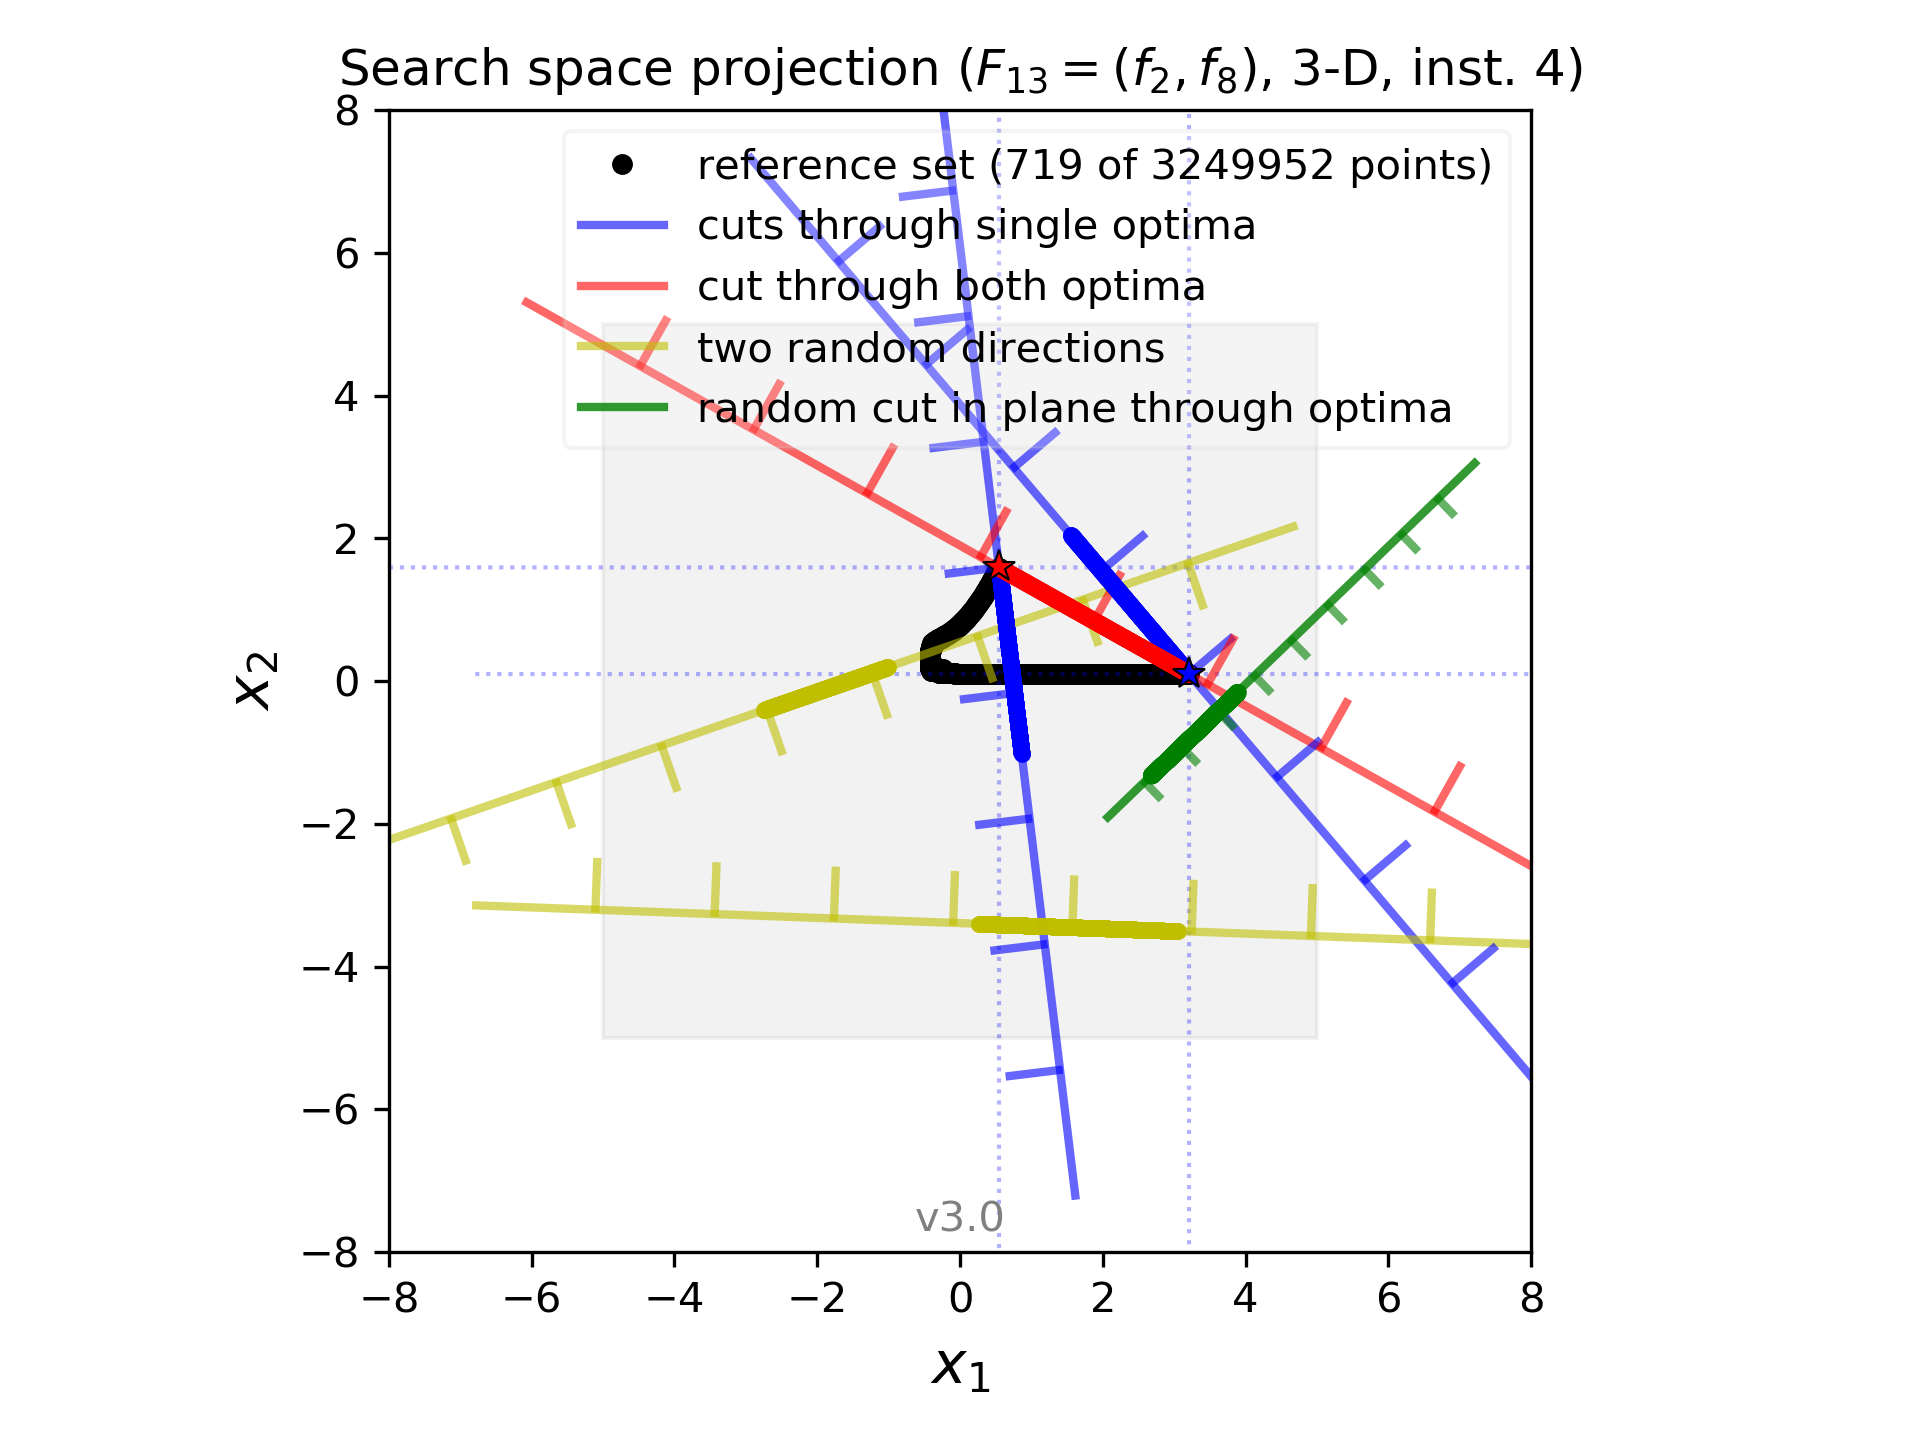 Search space projection (F13 = (f2, f8), 3-D, inst. 4)
reference set (719 of 3249952 points)
cuts through single optima
cut through both optima
two random directions
random cut in plane through optima
8
6
4
2
0
−2
−4
−6
−8
x2
v3.0
−8 −6 −4 −2 0 2 4 6 8
x1